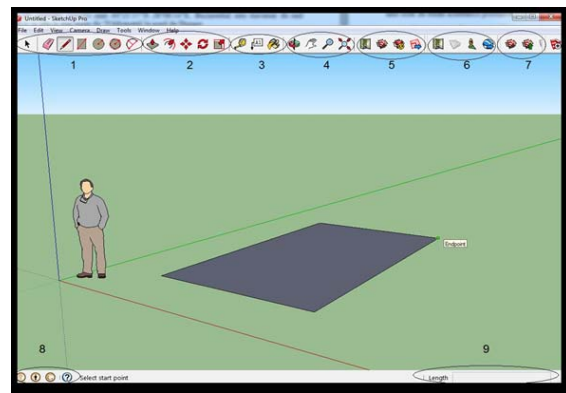 Untitled - SketchUp Pro
File Edit View Camera Draw Tools Window Help
1 2 3 4 5 6 7
Endpoint
8 9
Select start point Length